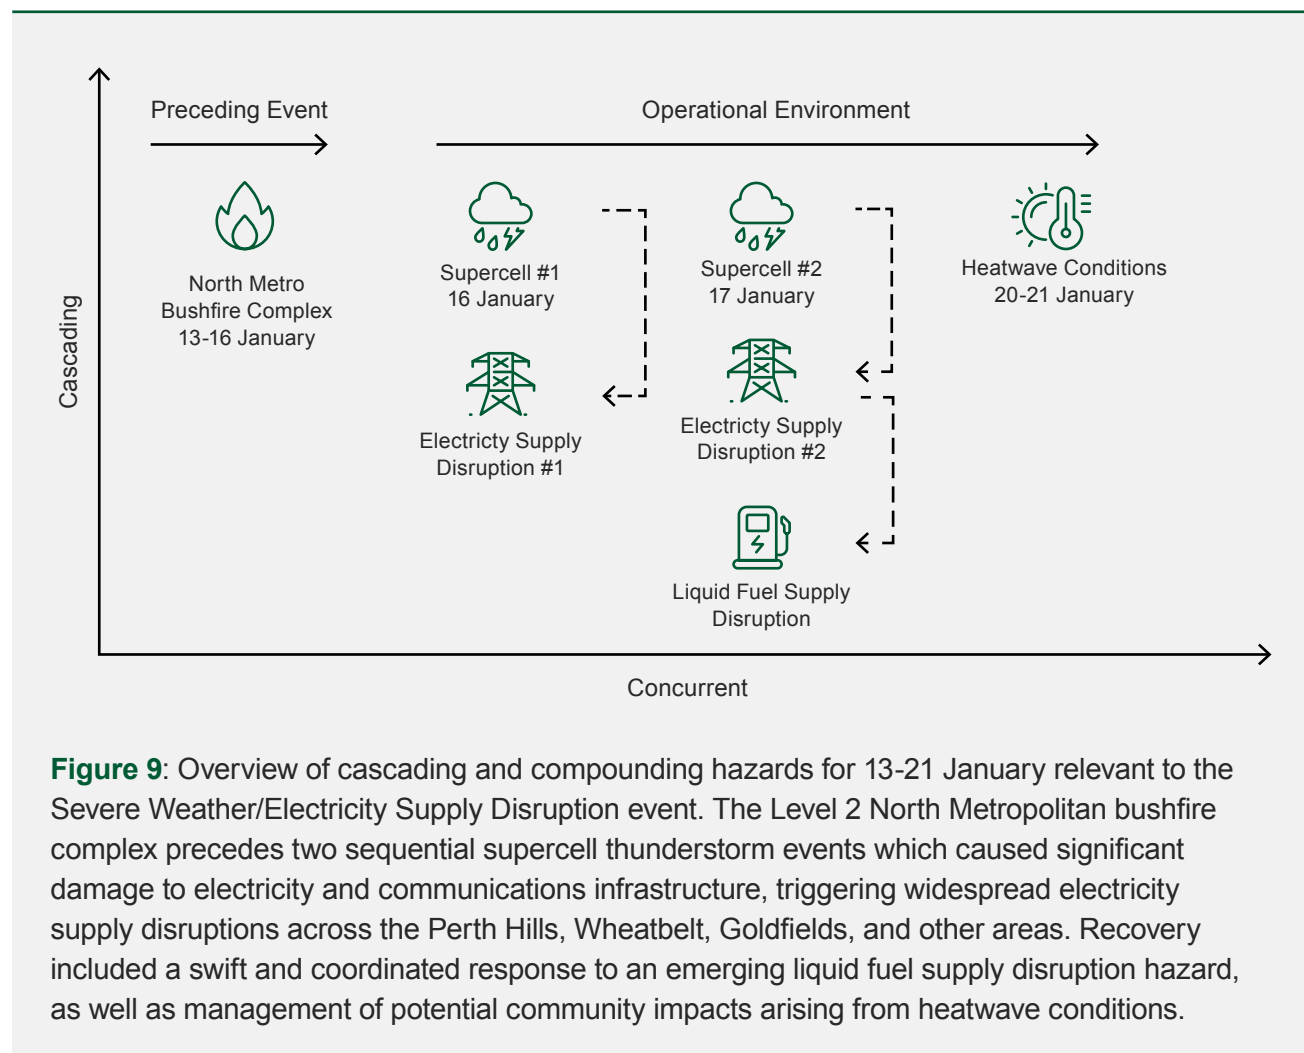 Preceding Event
Operational Environment
North Metro
Bushfire Complex
13-16 January
Supercell #1
16 January
Supercell #2
17 January
Heatwave Conditions
20-21 January
Electricty Supply
Disruption #1
Electricty Supply
Disruption #2
Liquid Fuel Supply
Disruption
Cascading
Concurrent
Figure 9: Overview of cascading and compounding hazards for 13-21 January relevant to the
Severe Weather/Electricity Supply Disruption event. The Level 2 North Metropolitan bushfire
complex precedes two sequential supercell thunderstorm events which caused significant
damage to electricity and communications infrastructure, triggering widespread electricity
supply disruptions across the Perth Hills, Wheatbelt, Goldfields, and other areas. Recovery
included a swift and coordinated response to an emerging liquid fuel supply disruption hazard,
as well as management of potential community impacts arising from heatwave conditions.